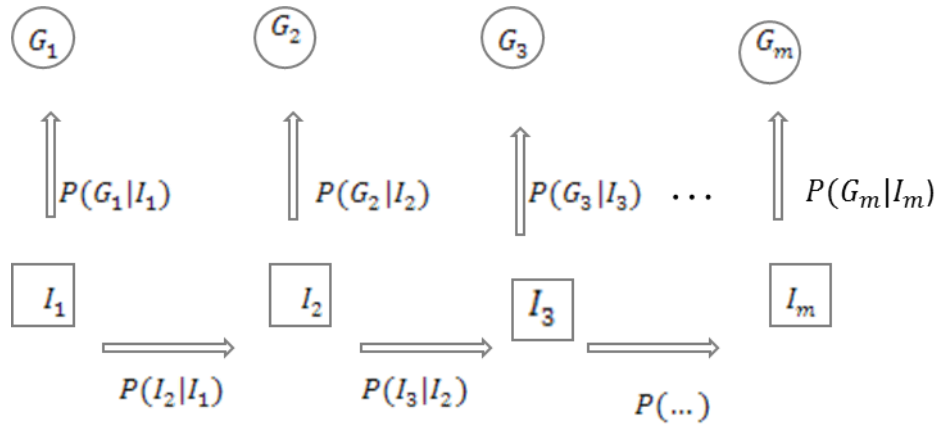 G₁ G₂ G₃ Gₘ
P(G₁|I₁) P(G₂|I₂) P(G₃|I₃) ... P(Gₘ|Iₘ)
I₁ I₂ I₃ Iₘ
P(I₂|I₁) P(I₃|I₂) P(...)